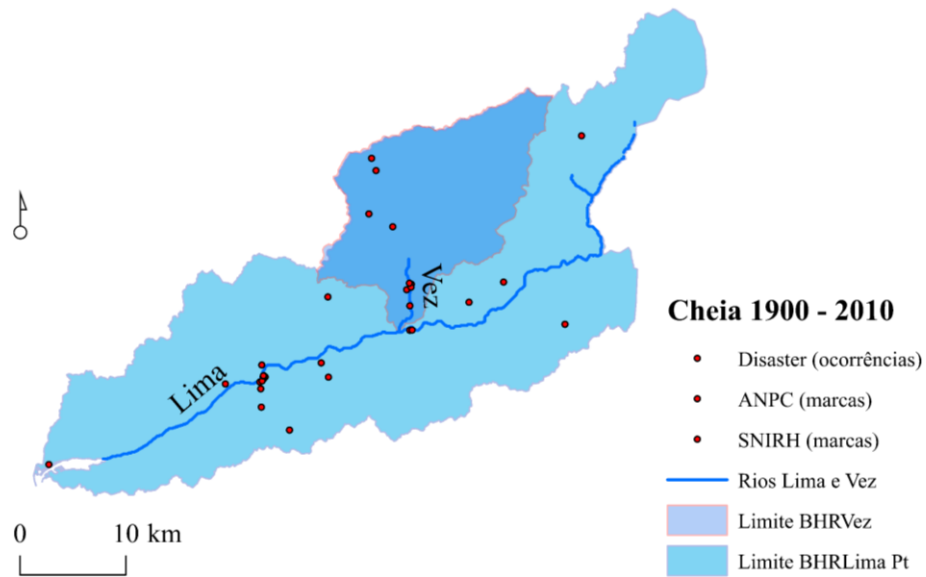 Vez
Lima
Cheia 1900 - 2010
Disaster (ocorrências)
ANPC (marcas)
SNIRH (marcas)
Rios Lima e Vez
Limite BHRVez
Limite BHRLima Pt
0 10 km